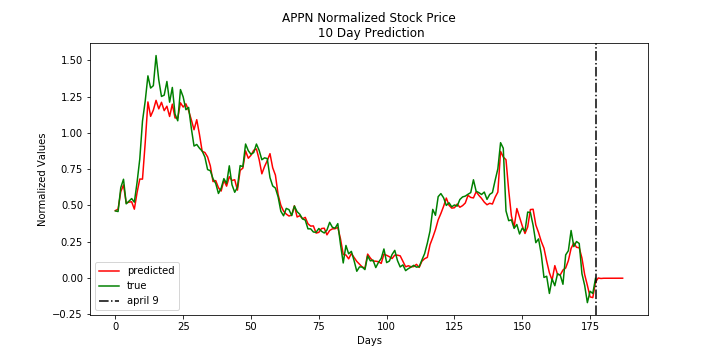 APPN Normalized Stock Price
10 Day Prediction
Normalized Values
1.50
1.25
1.00
0.75
0.50
0.25
0.00
−0.25
predicted
true
april 9
0 25 50 75 100 125 150 175
Days